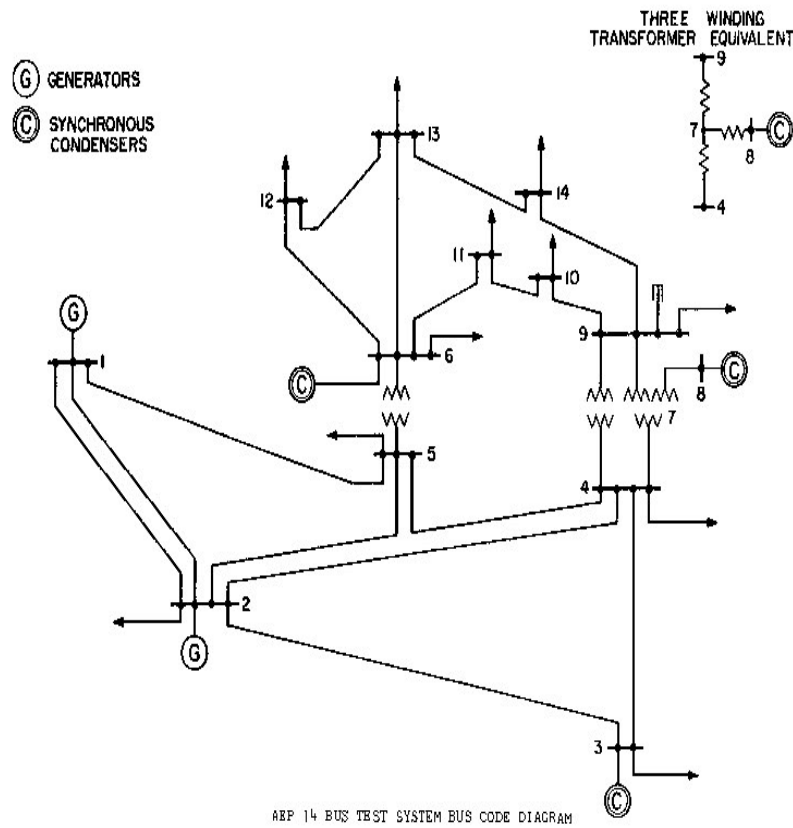 THREE WINDING
TRANSFORMER EQUIVALENT
9
7
C
8
4
G GENERATORS
C SYNCHRONOUS
CONDENSERS
13
12
14
11
10
G
1
9
6
C
8
C
7
5
4
2
G
3
C
AEP 14 BUS TEST SYSTEM BUS CODE DIAGRAM